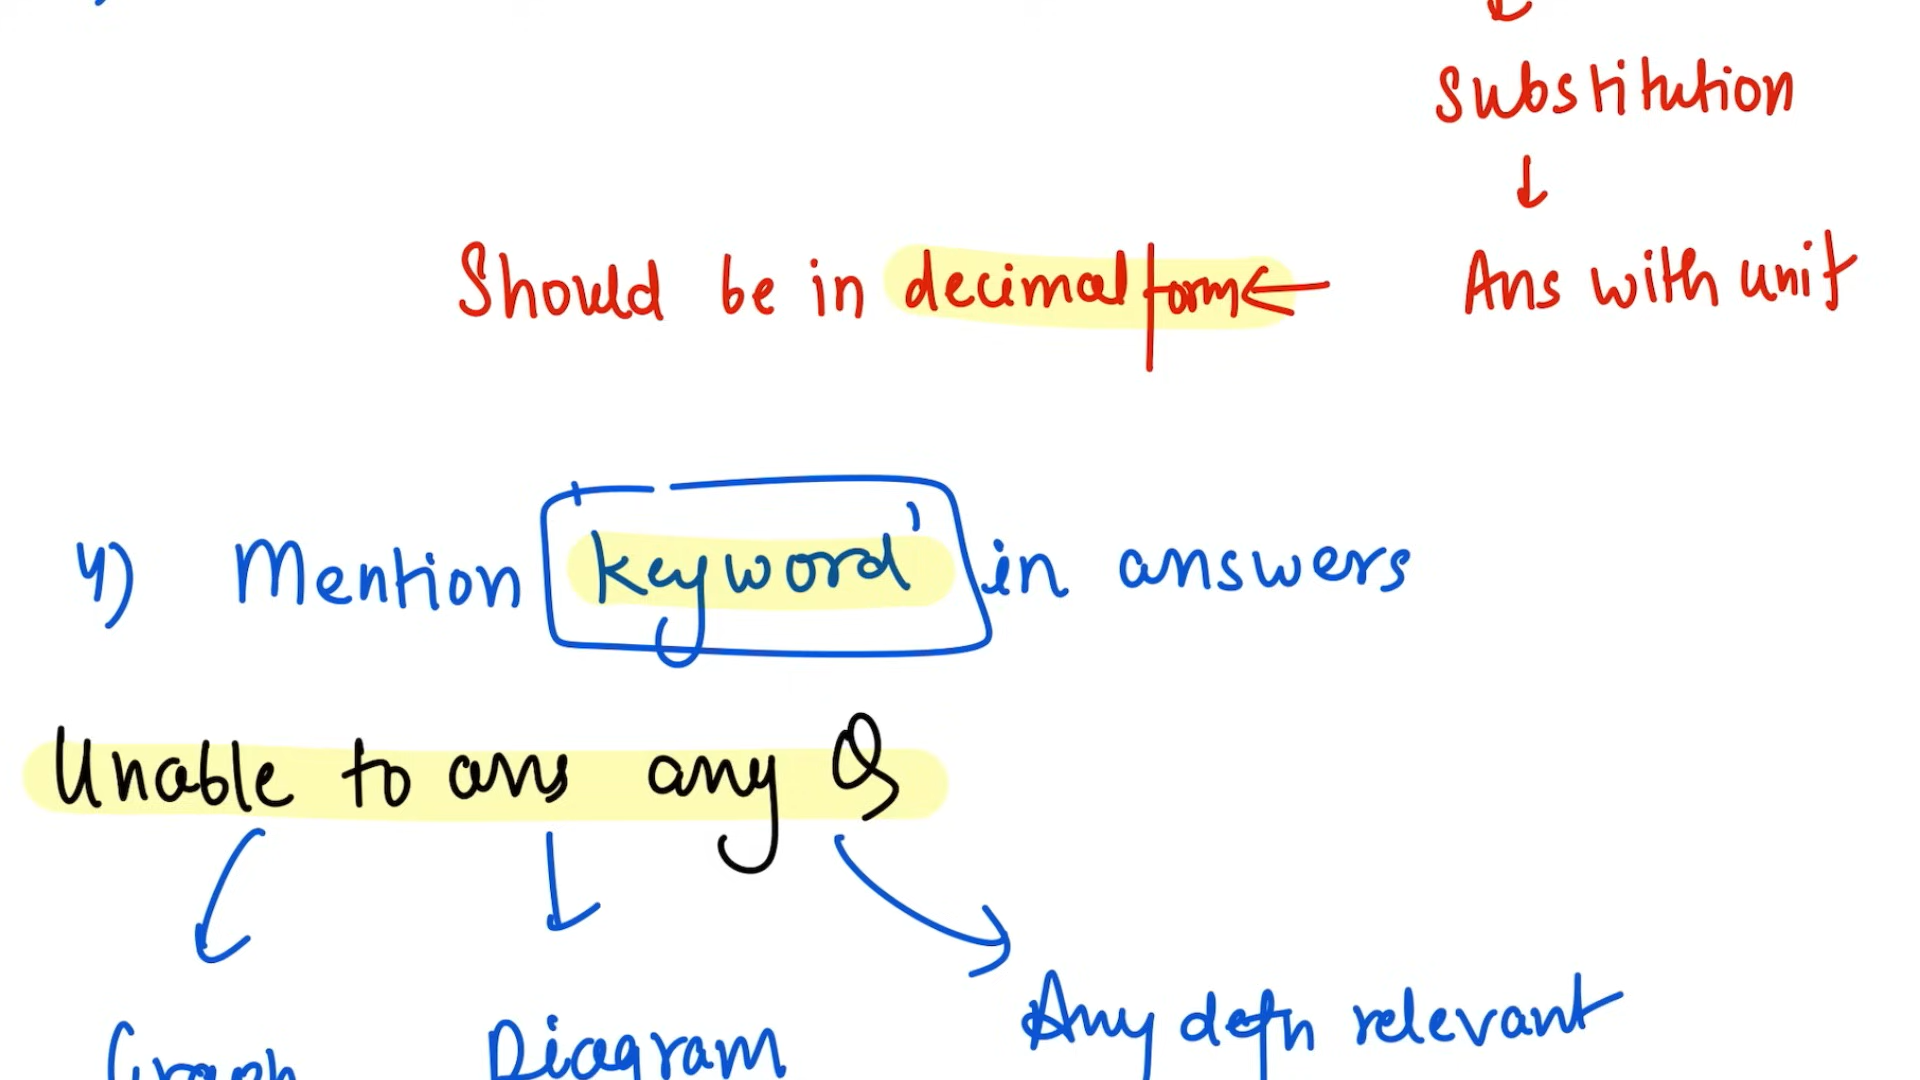 Substitution
↓
Should be in decimal form ← Ans with unit
4) Mention 'keyword' in answers
Unable to ans any Q
Graph Diagram Any defn relevant